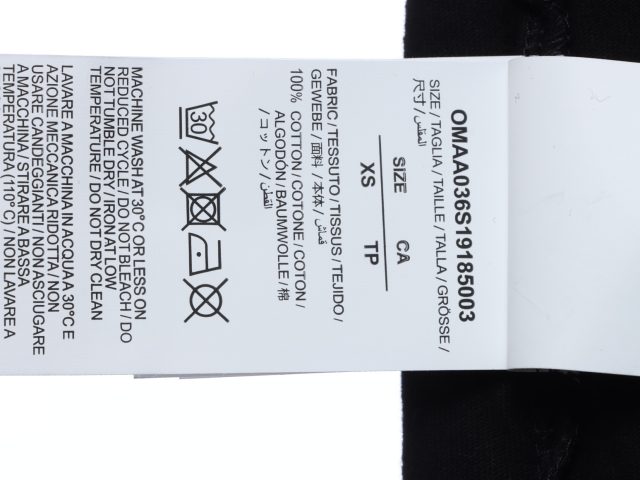 OMAA036S19185003
SIZE / TAGLIA / TAILLE / TALLA / GRÖSSE /
尺寸 / المقاس /
SIZE CA
XS TP
FABRIC / TESSUTO / TISSUS / TEJIDO /
GEWEBE / 面料 / 本体 / قماش /
100% COTTON / COTONE / COTON /
ALGODÓN / BAUMWOLLE / 棉
/ コットン / القطن /
30°
MACHINE WASH AT 30°C OR LESS ON
REDUCED CYCLE / DO NOT BLEACH / DO
NOT TUMBLE DRY / IRON AT LOW
TEMPERATURE / DO NOT DRY CLEAN
LAVARE A MACCHINA IN ACQUA A 30°C E
AZIONE MECCANICA RIDOTTA / NON
USARE CANDEGGIANTI / NON ASCIUGARE
A MACCHINA / STIRARE A BASSA
TEMPERATURA (110°C) / NON LAVARE A